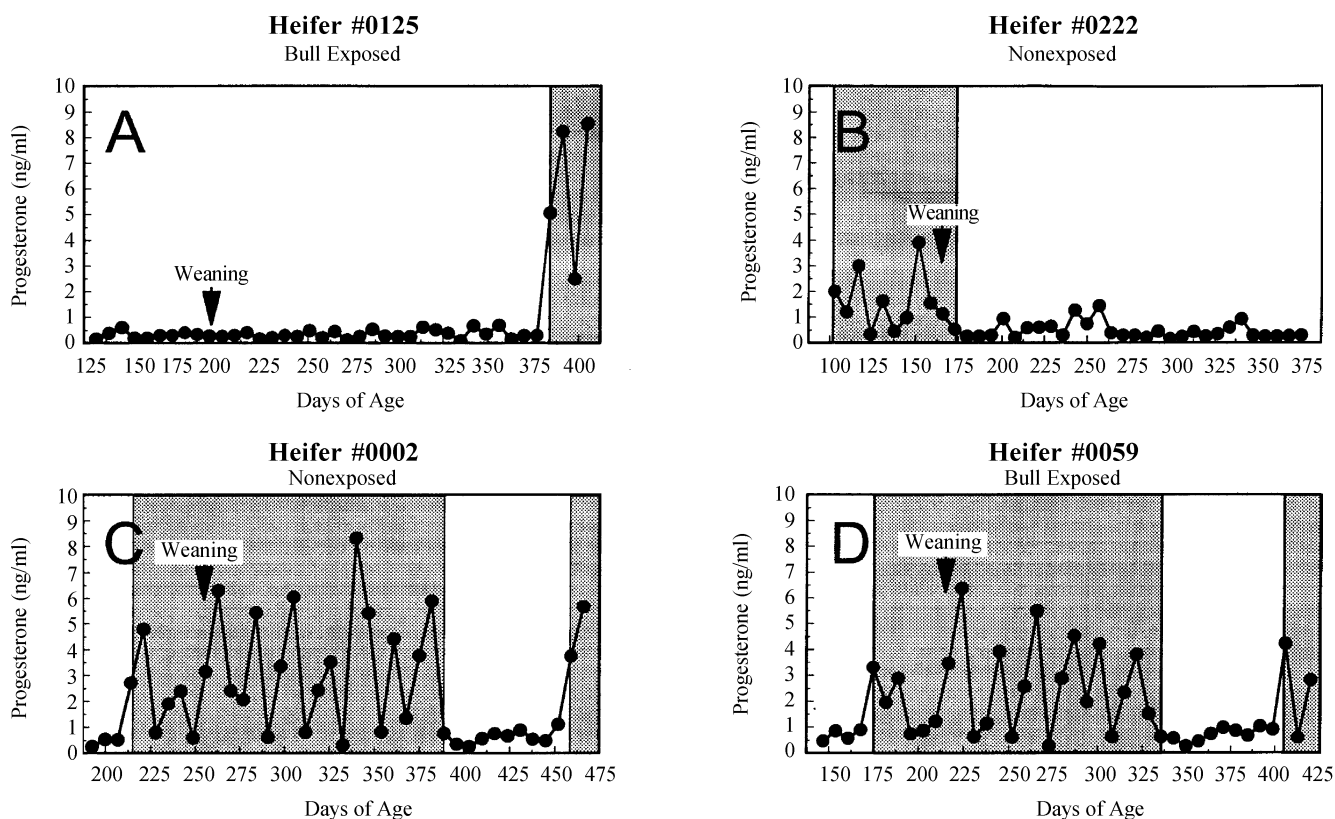 Heifer #0125
Bull Exposed
10
9
8
7
6
5
4
3
2
1
0
Progesterone (ng/ml)
A
Weaning
125 150 175 200 225 250 275 300 325 350 375 400
Days of Age
Heifer #0222
Nonexposed
10
9
8
7
6
5
4
3
2
1
0
Progesterone (ng/ml)
B
Weaning
100 125 150 175 200 225 250 275 300 325 350 375
Days of Age
Heifer #0002
Nonexposed
10
9
8
7
6
5
4
3
2
1
0
Progesterone (ng/ml)
C
Weaning
200 225 250 275 300 325 350 375 400 425 450 475
Days of Age
Heifer #0059
Bull Exposed
10
9
8
7
6
5
4
3
2
1
0
Progesterone (ng/ml)
D
Weaning
150 175 200 225 250 275 300 325 350 375 400 425
Days of Age